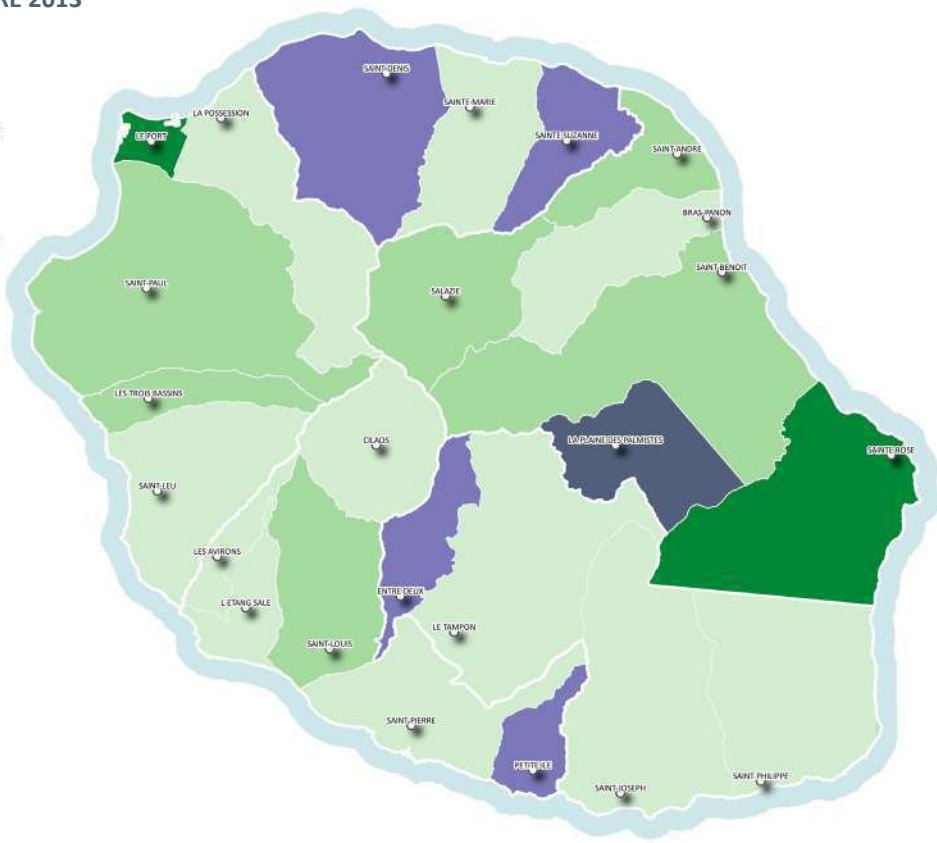 SAINT-DENIS
SAINTE-MARIE
LA POSSESSION
LE PORT
SAINTE SUZANNE
SAINT-ANDRE
BRAS-PANON
SAINT-BENOIT
SAINT-PAUL
SALAZIE
LES TROIS BASSINS
CILAOS
LA PLAINE DES PALMISTES
SAINTE ROSE
SAINT-LEU
LES AVIRONS
L ETANG SALE
ENTRE-DEUX
LE TAMPON
SAINT-LOUIS
SAINT-PIERRE
PETITE ILE
SAINT-JOSEPH
SAINT PHILIPPE